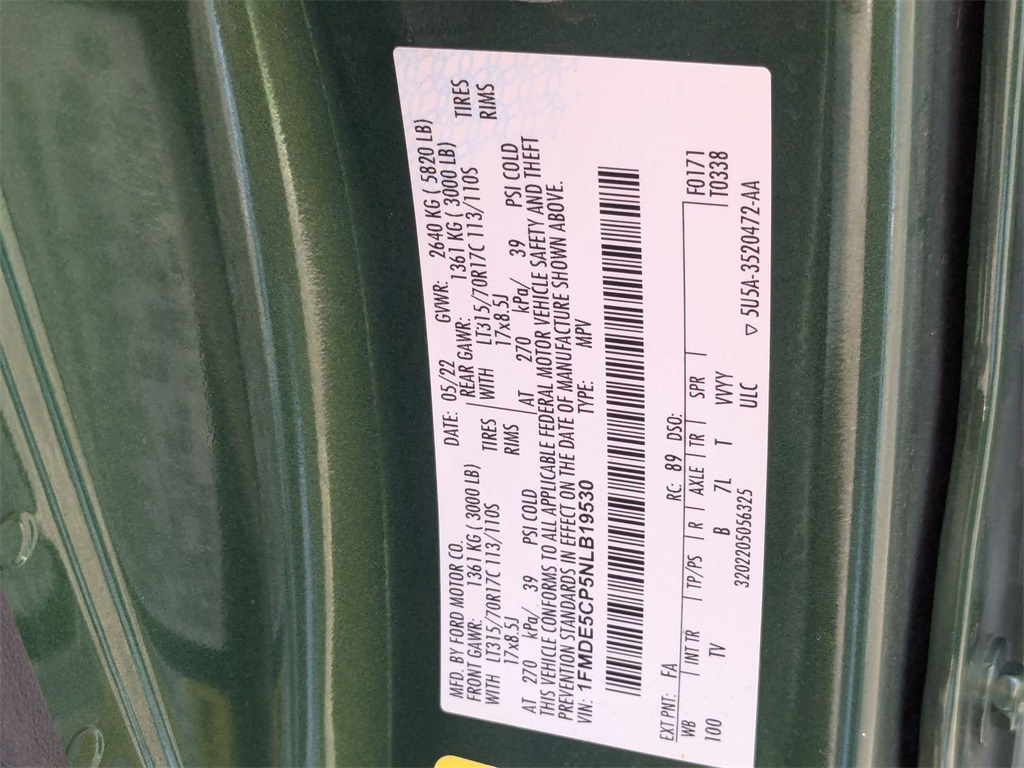 MFD. BY FORD MOTOR CO. DATE: 05/22 GVWR: 2640 KG ( 5820 LB)
FRONT GAWR: 1361 KG ( 3000 LB) REAR GAWR: 1361 KG ( 3000 LB)
WITH LT315/70R17C 113/110S TIRES WITH LT315/70R17C 113/110S TIRES
17x8.5J RIMS 17x8.5J RIMS
AT 270 kPa/ 39 PSI COLD AT 270 kPa/ 39 PSI COLD
THIS VEHICLE CONFORMS TO ALL APPLICABLE FEDERAL MOTOR VEHICLE SAFETY AND THEFT
PREVENTION STANDARDS IN EFFECT ON THE DATE OF MANUFACTURE SHOWN ABOVE.
VIN: 1FMDE5CP5NLB19530 TYPE: MPV
EXT PNT: FA RC: 89 DSO: F0171
WB INT TR TP/PS R AXLE TR SPR T0338
100 TV B 7L T VVYY
3202205056325 ULC ▽ 5U5A-3520472-AA